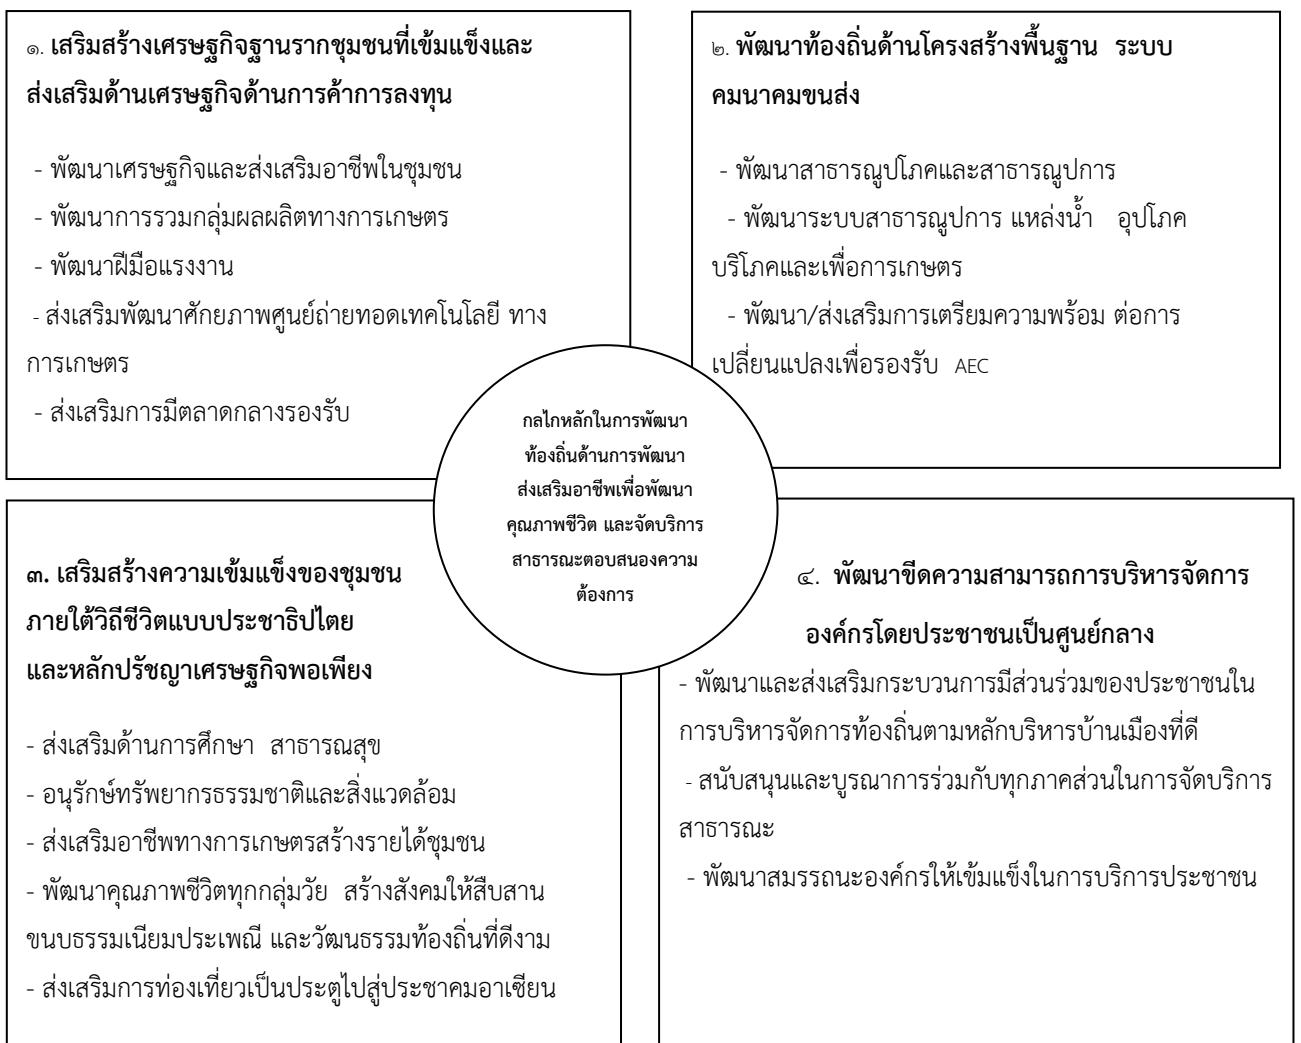 ๑. เสริมสร้างเศรษฐกิจฐานรากชุมชนที่เข้มแข็งและ
ส่งเสริมด้านเศรษฐกิจด้านการค้าการลงทุน
- พัฒนาเศรษฐกิจและส่งเสริมอาชีพในชุมชน
- พัฒนาการรวมกลุ่มผลผลิตทางการเกษตร
- พัฒนาฝีมือแรงงาน
- ส่งเสริมพัฒนาศักยภาพศูนย์ถ่ายทอดเทคโนโลยี ทาง
การเกษตร
- ส่งเสริมการมีตลาดกลางรองรับ
๒. พัฒนาท้องถิ่นด้านโครงสร้างพื้นฐาน ระบบ
คมนาคมขนส่ง
- พัฒนาสาธารณูปโภคและสาธารณูปการ
- พัฒนาระบบสาธารณูปการ แหล่งน้ำ อุปโภค
บริโภคและเพื่อการเกษตร
- พัฒนา/ส่งเสริมการเตรียมความพร้อม ต่อการ
เปลี่ยนแปลงเพื่อรองรับ AEC
กลไกหลักในการพัฒนา
ท้องถิ่นด้านการพัฒนา
ส่งเสริมอาชีพเพื่อพัฒนา
คุณภาพชีวิต และจัดบริการ
สาธารณะตอบสนองความ
ต้องการ
๓. เสริมสร้างความเข้มแข็งของชุมชน
ภายใต้วิถีชีวิตแบบประชาธิปไตย
และหลักปรัชญาเศรษฐกิจพอเพียง
- ส่งเสริมด้านการศึกษา สาธารณสุข
- อนุรักษ์ทรัพยากรธรรมชาติและสิ่งแวดล้อม
- ส่งเสริมอาชีพทางการเกษตรสร้างรายได้ชุมชน
- พัฒนาคุณภาพชีวิตทุกกลุ่มวัย สร้างสังคมให้สืบสาน
ขนบธรรมเนียมประเพณี และวัฒนธรรมท้องถิ่นที่ดีงาม
- ส่งเสริมการท่องเที่ยวเป็นประตูไปสู่ประชาคมอาเซียน
๔. พัฒนาขีดความสามารถการบริหารจัดการ
องค์กรโดยประชาชนเป็นศูนย์กลาง
- พัฒนาและส่งเสริมกระบวนการมีส่วนร่วมของประชาชนใน
การบริหารจัดการท้องถิ่นตามหลักบริหารบ้านเมืองที่ดี
- สนับสนุนและบูรณาการร่วมกับทุกภาคส่วนในการจัดบริการ
สาธารณะ
- พัฒนาสมรรถนะองค์กรให้เข้มแข็งในการบริการประชาชน